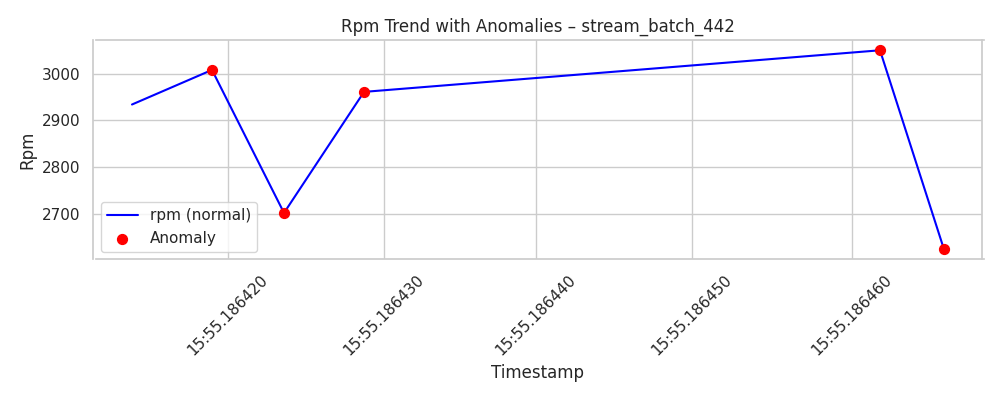 Rpm Trend with Anomalies – stream_batch_442
Rpm
3000
2900
2800
2700
rpm (normal)
Anomaly
15:55.186420
15:55.186430
15:55.186440
15:55.186450
15:55.186460
Timestamp